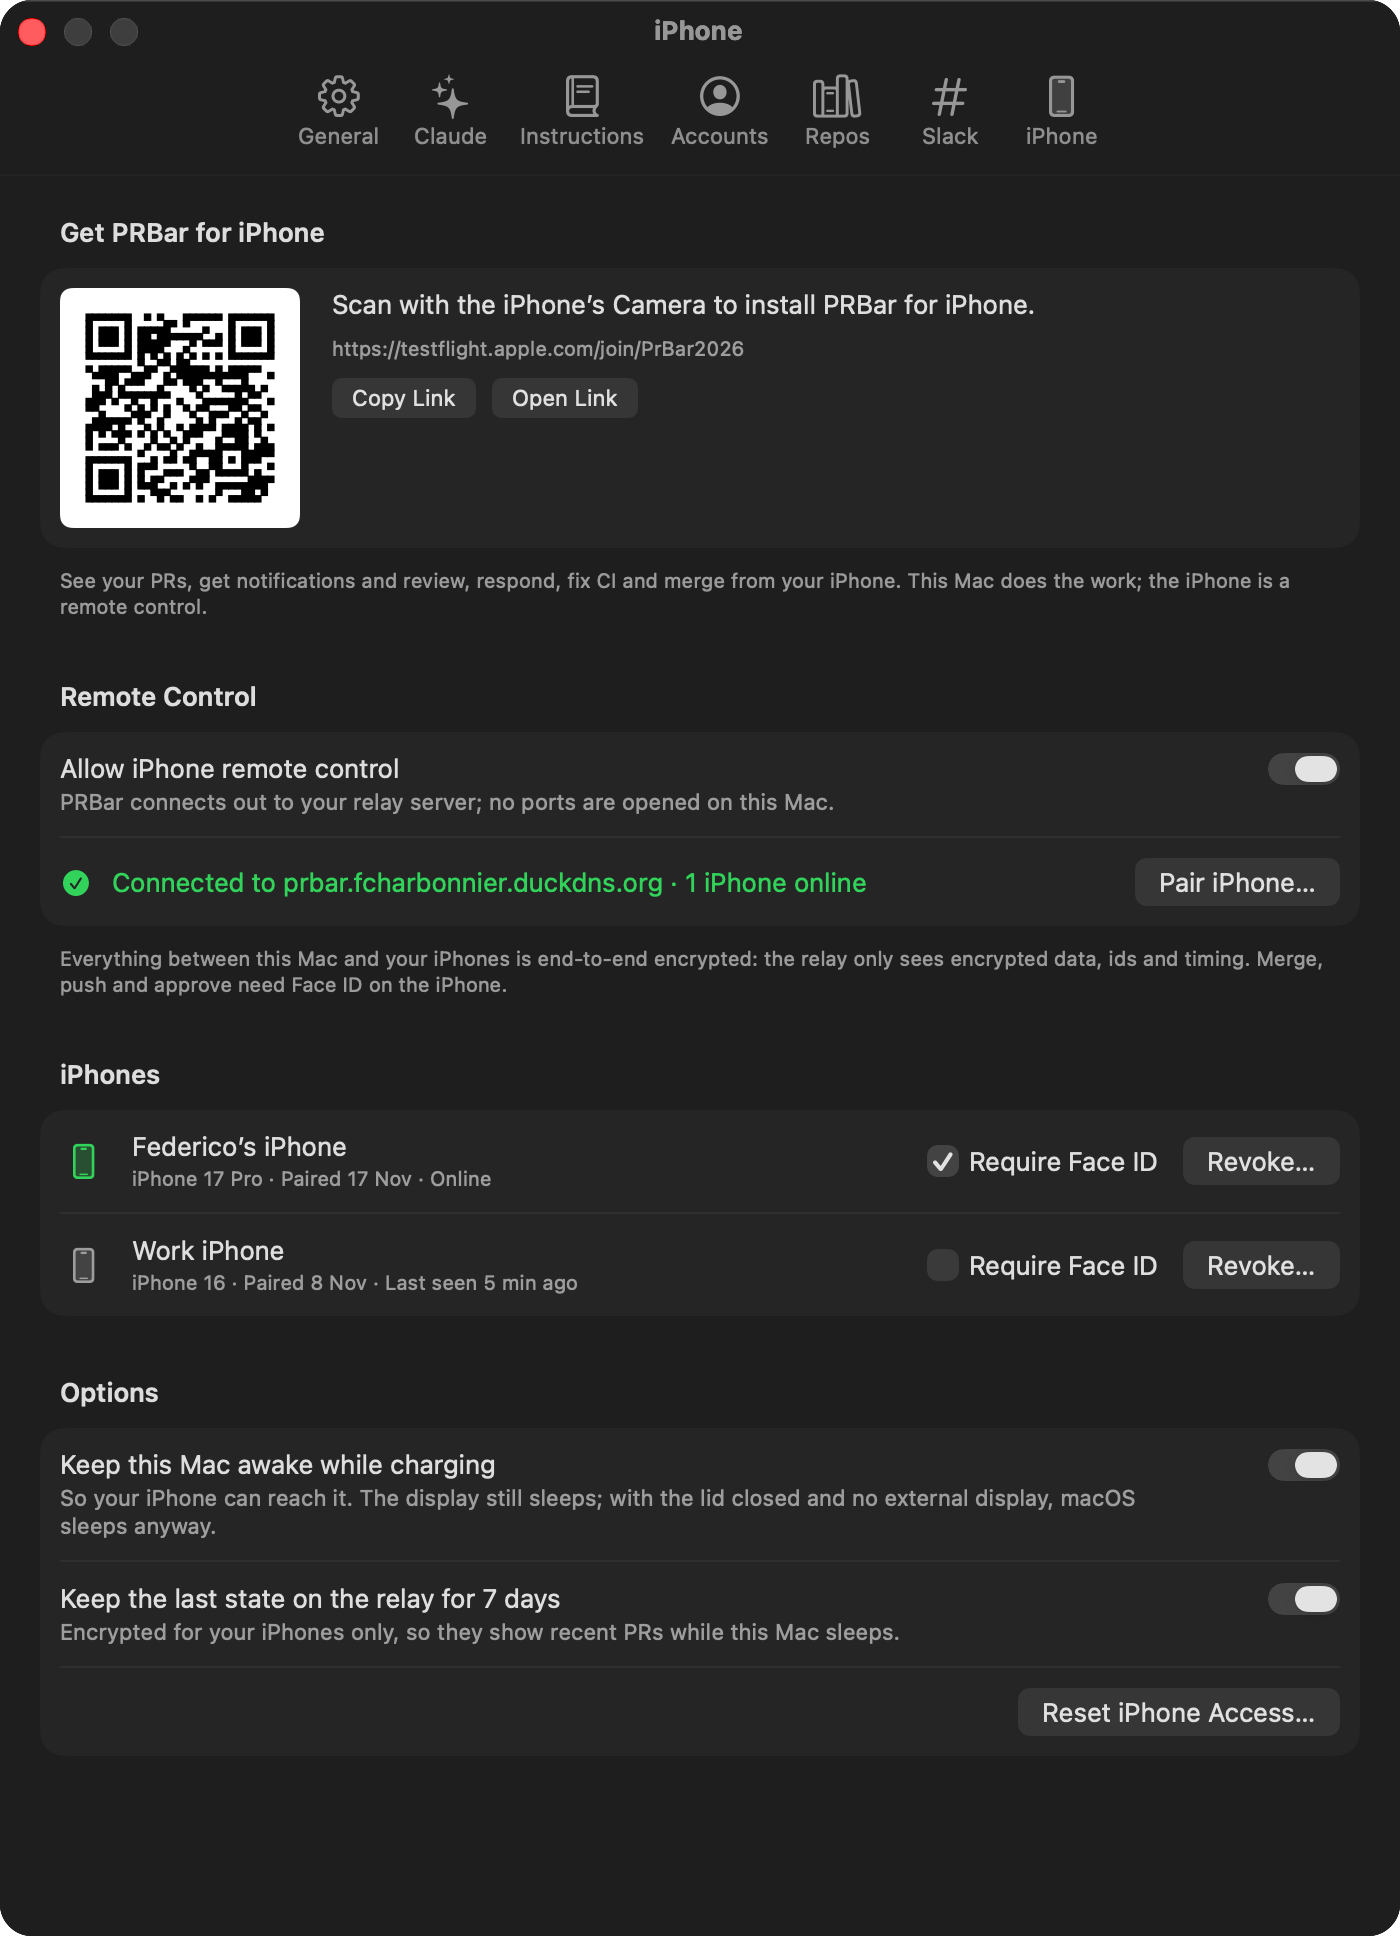 iPhone
General
Claude
Instructions
Accounts
Repos
Slack
iPhone
Get PRBar for iPhone
Scan with the iPhone’s Camera to install PRBar for iPhone.
https://testflight.apple.com/join/PrBar2026
Copy Link
Open Link
See your PRs, get notifications and review, respond, fix CI and merge from your iPhone. This Mac does the work; the iPhone is a
remote control.
Remote Control
Allow iPhone remote control
PRBar connects out to your relay server; no ports are opened on this Mac.
Connected to prbar.fcharbonnier.duckdns.org · 1 iPhone online
Pair iPhone...
Everything between this Mac and your iPhones is end-to-end encrypted: the relay only sees encrypted data, ids and timing. Merge,
push and approve need Face ID on the iPhone.
iPhones
Federico’s iPhone
iPhone 17 Pro · Paired 17 Nov · Online
Require Face ID
Revoke...
Work iPhone
iPhone 16 · Paired 8 Nov · Last seen 5 min ago
Require Face ID
Revoke...
Options
Keep this Mac awake while charging
So your iPhone can reach it. The display still sleeps; with the lid closed and no external display, macOS
sleeps anyway.
Keep the last state on the relay for 7 days
Encrypted for your iPhones only, so they show recent PRs while this Mac sleeps.
Reset iPhone Access...